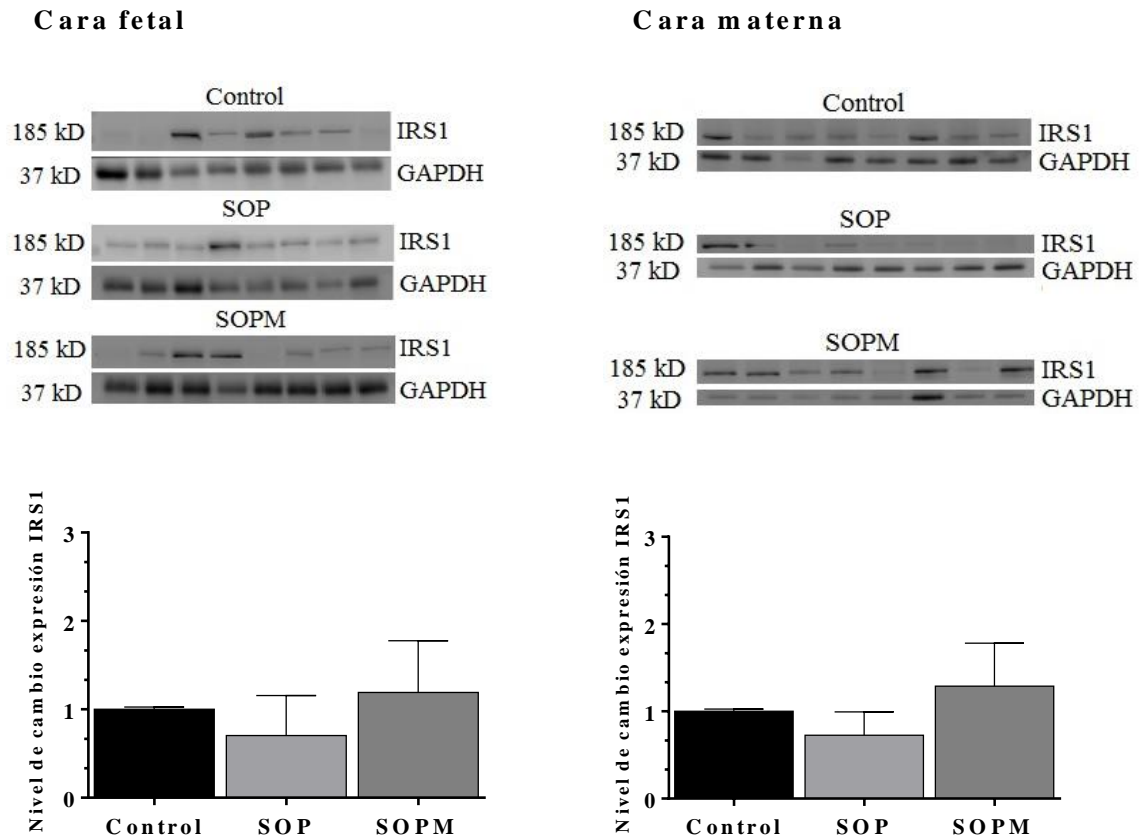 Cara fetal
Control
185 kD IRS1
37 kD GAPDH
SOP
185 kD IRS1
37 kD GAPDH
SOPM
185 kD IRS1
37 kD GAPDH
Nivel de cambio expresión IRS1
3
2
1
0
Control SOP SOPM
Cara materna
Control
185 kD IRS1
37 kD GAPDH
SOP
185 kD IRS1
37 kD GAPDH
SOPM
185 kD IRS1
37 kD GAPDH
Nivel de cambio expresión IRS1
3
2
1
0
Control SOP SOPM